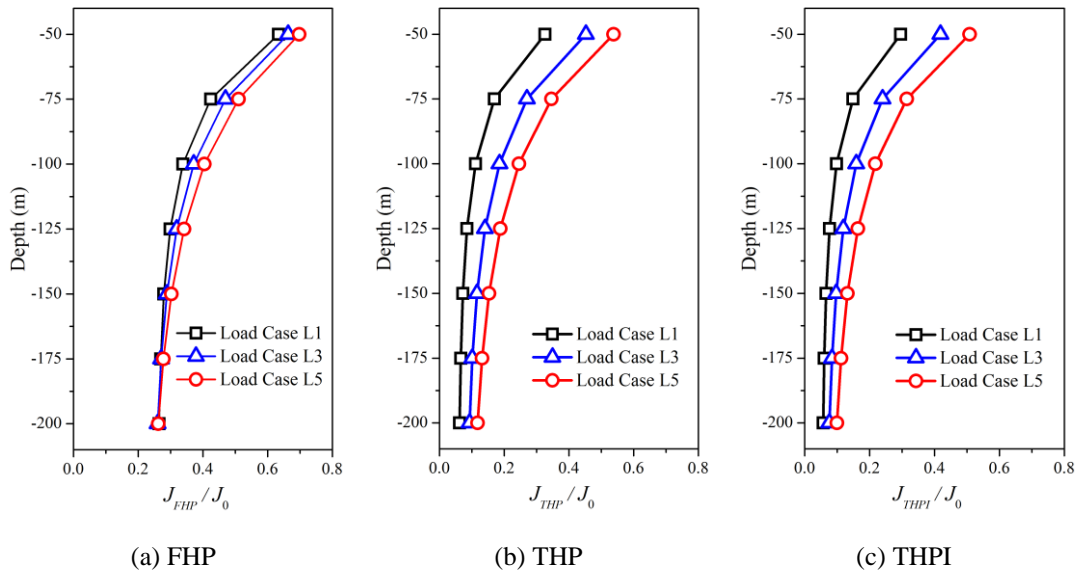 -50
-75
-100
-125
-150
-175
-200
Depth (m)
0.0
0.2
0.4
0.6
0.8
J_FHP / J_0
Load Case L1
Load Case L3
Load Case L5
(a) FHP
-50
-75
-100
-125
-150
-175
-200
Depth (m)
0.0
0.2
0.4
0.6
0.8
J_THP / J_0
Load Case L1
Load Case L3
Load Case L5
(b) THP
-50
-75
-100
-125
-150
-175
-200
Depth (m)
0.0
0.2
0.4
0.6
0.8
J_THPI / J_0
Load Case L1
Load Case L3
Load Case L5
(c) THPI